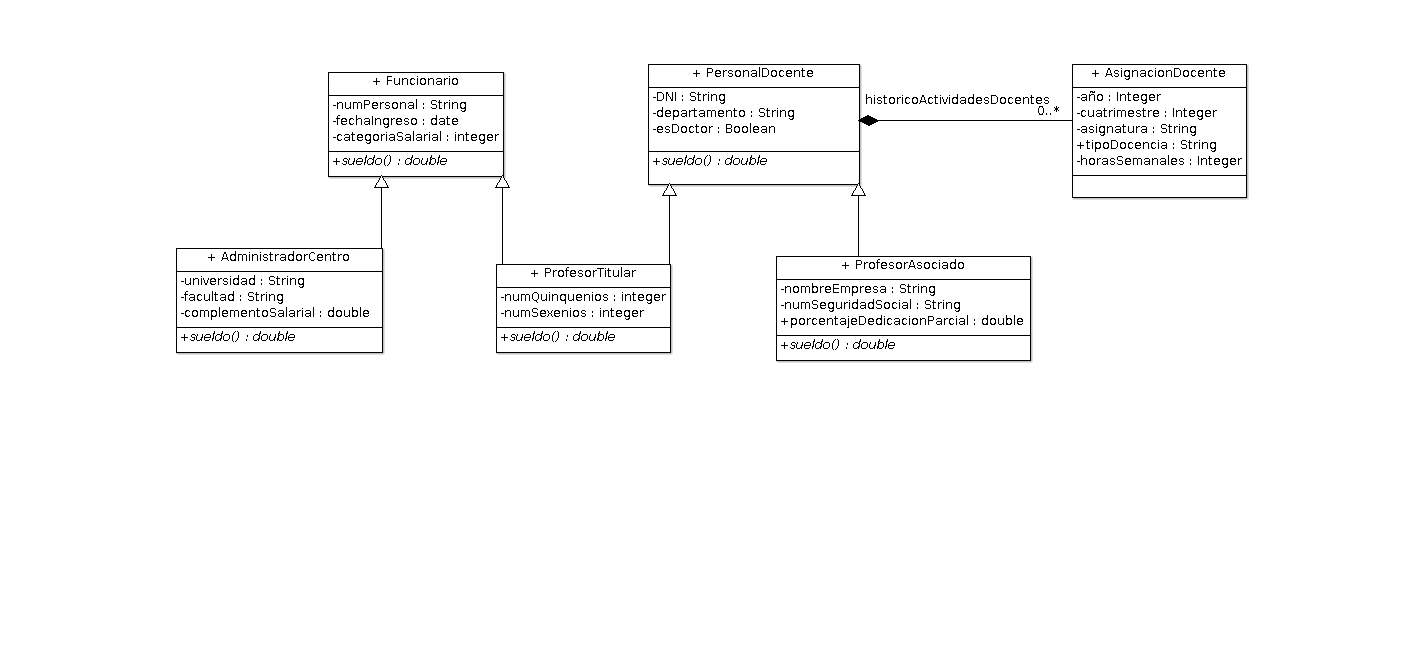 + Funcionario
-numPersonal : String
-fechaIngreso : date
-categoriaSalarial : integer
+sueldo() : double
+ PersonalDocente
-DNI : String
-departamento : String
-esDoctor : Boolean
+sueldo() : double
historicoActividadesDocentes
0..*
+ AsignacionDocente
-año : Integer
-cuatrimestre : Integer
-asignatura : String
+tipoDocencia : String
-horasSemanales : Integer
+ AdministradorCentro
-universidad : String
-facultad : String
-complementoSalarial : double
+sueldo() : double
+ ProfesorTitular
-numQuinquenios : integer
-numSexenios : integer
+sueldo() : double
+ ProfesorAsociado
-nombreEmpresa : String
-numSeguridadSocial : String
+porcentajeDedicacionParcial : double
+sueldo() : double